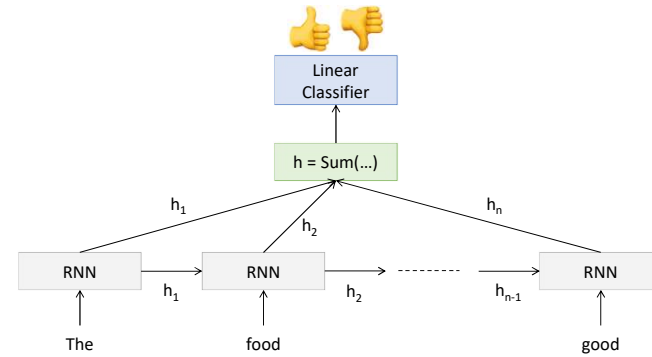 Linear
Classifier
h = Sum(...)
h1
h2
hn
RNN
RNN
RNN
h1
h2
hn-1
The
food
good